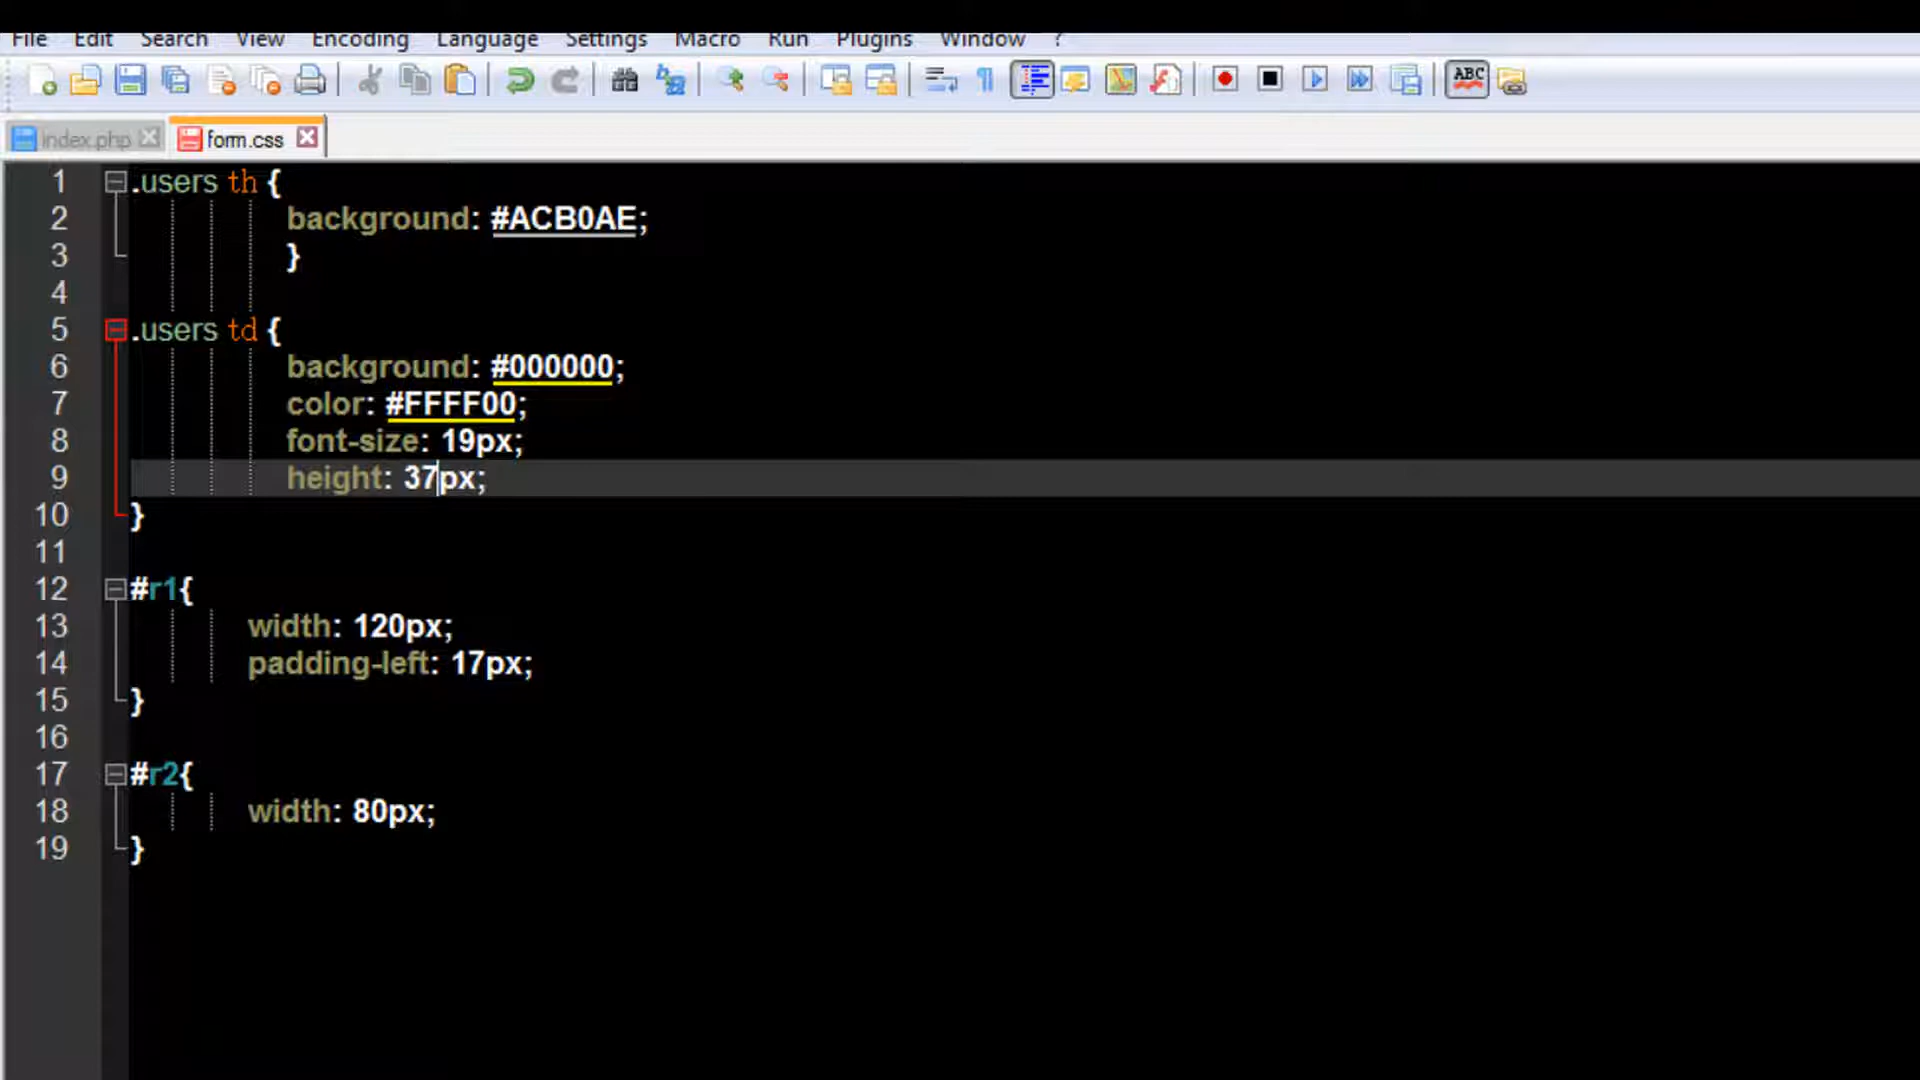 File Edit Search View Encoding Language Settings Macro Run Plugins Window ?
ABC
index.php form.css
1 .users th {
2 background: #ACB0AE;
3 }
4
5 .users td {
6 background: #000000;
7 color: #FFFF00;
8 font-size: 19px;
9 height: 37px;
10 }
11
12 #r1{
13 width: 120px;
14 padding-left: 17px;
15 }
16
17 #r2{
18 width: 80px;
19 }